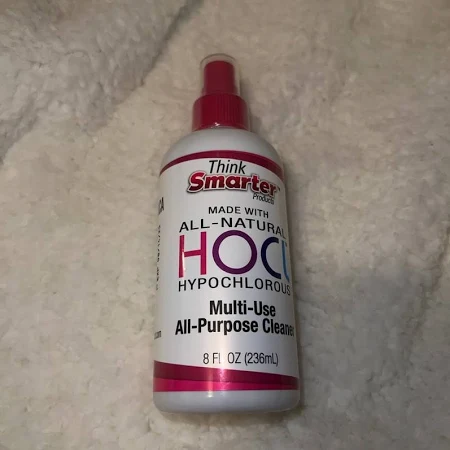 Think
Smarter
Products
MADE WITH
ALL-NATURAL
HOCl
HYPOCHLOROUS
Multi-Use
All-Purpose Cleaner
8 FL OZ (236mL)